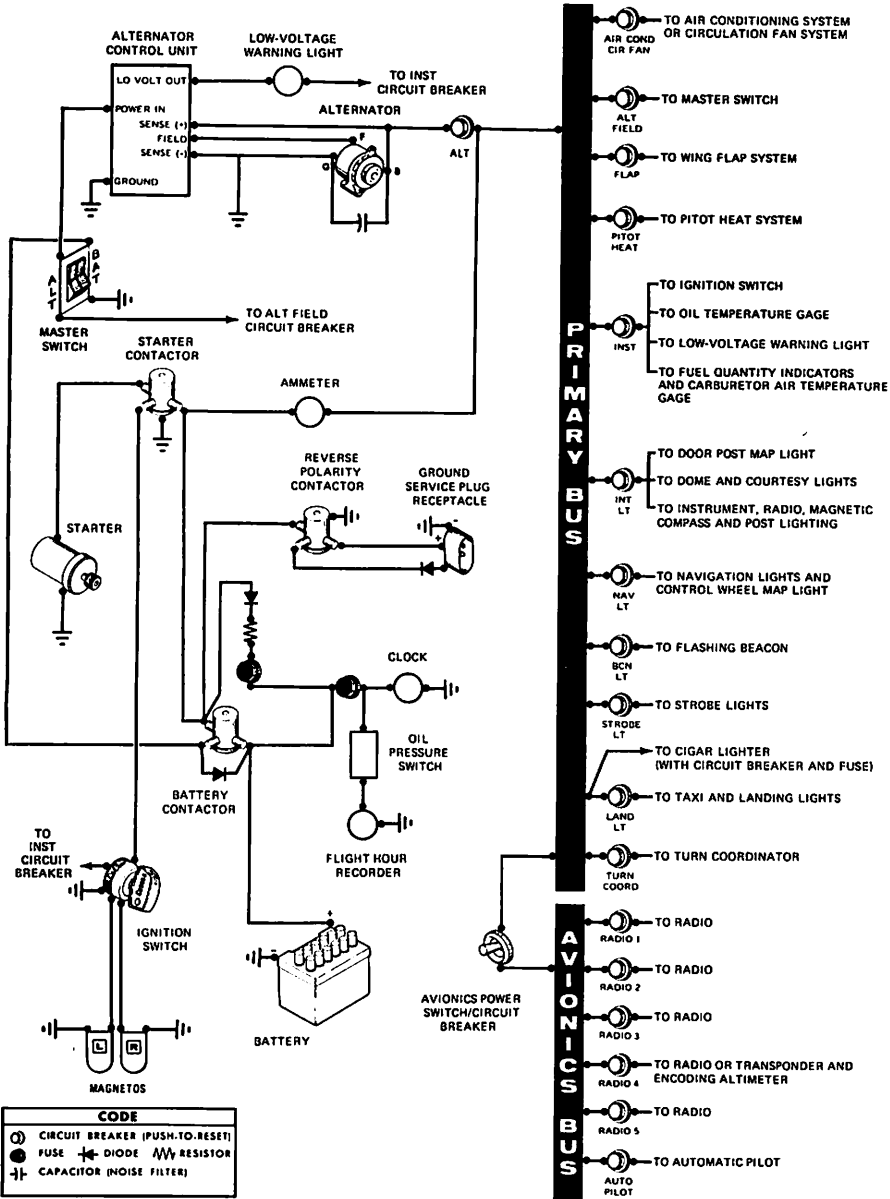 ALTERNATOR
CONTROL UNIT
LO VOLT OUT
POWER IN
SENSE (+)
FIELD
SENSE (-)
GROUND
LOW-VOLTAGE
WARNING LIGHT
TO INST
CIRCUIT BREAKER
ALTERNATOR
F
G
B
ALT
BAT
ALT
MASTER
SWITCH
TO ALT FIELD
CIRCUIT BREAKER
STARTER
CONTACTOR
AMMETER
REVERSE
POLARITY
CONTACTOR
GROUND
SERVICE PLUG
RECEPTACLE
-
+
STARTER
CLOCK
OIL
PRESSURE
SWITCH
BATTERY
CONTACTOR
FLIGHT HOUR
RECORDER
TO
INST
CIRCUIT
BREAKER
IGNITION
SWITCH
+
-
BATTERY
L
R
MAGNETOS
AVIONICS POWER
SWITCH/CIRCUIT
BREAKER
PRIMARY BUS
AIR COND
CIR FAN
TO AIR CONDITIONING SYSTEM
OR CIRCULATION FAN SYSTEM
ALT
FIELD
TO MASTER SWITCH
FLAP
TO WING FLAP SYSTEM
PITOT
HEAT
TO PITOT HEAT SYSTEM
INST
TO IGNITION SWITCH
TO OIL TEMPERATURE GAGE
TO LOW-VOLTAGE WARNING LIGHT
TO FUEL QUANTITY INDICATORS
AND CARBURETOR AIR TEMPERATURE
GAGE
INT
LT
TO DOOR POST MAP LIGHT
TO DOME AND COURTESY LIGHTS
TO INSTRUMENT, RADIO, MAGNETIC
COMPASS AND POST LIGHTING
NAV
LT
TO NAVIGATION LIGHTS AND
CONTROL WHEEL MAP LIGHT
BCN
LT
TO FLASHING BEACON
STROBE
LT
TO STROBE LIGHTS
TO CIGAR LIGHTER
(WITH CIRCUIT BREAKER AND FUSE)
LAND
LT
TO TAXI AND LANDING LIGHTS
TURN
COORD
TO TURN COORDINATOR
AVIONICS BUS
RADIO 1
TO RADIO
RADIO 2
TO RADIO
RADIO 3
TO RADIO
RADIO 4
TO RADIO OR TRANSPONDER AND
ENCODING ALTIMETER
RADIO 5
TO RADIO
AUTO
PILOT
TO AUTOMATIC PILOT
CODE
CIRCUIT BREAKER (PUSH-TO-RESET)
FUSE DIODE RESISTOR
CAPACITOR (NOISE FILTER)